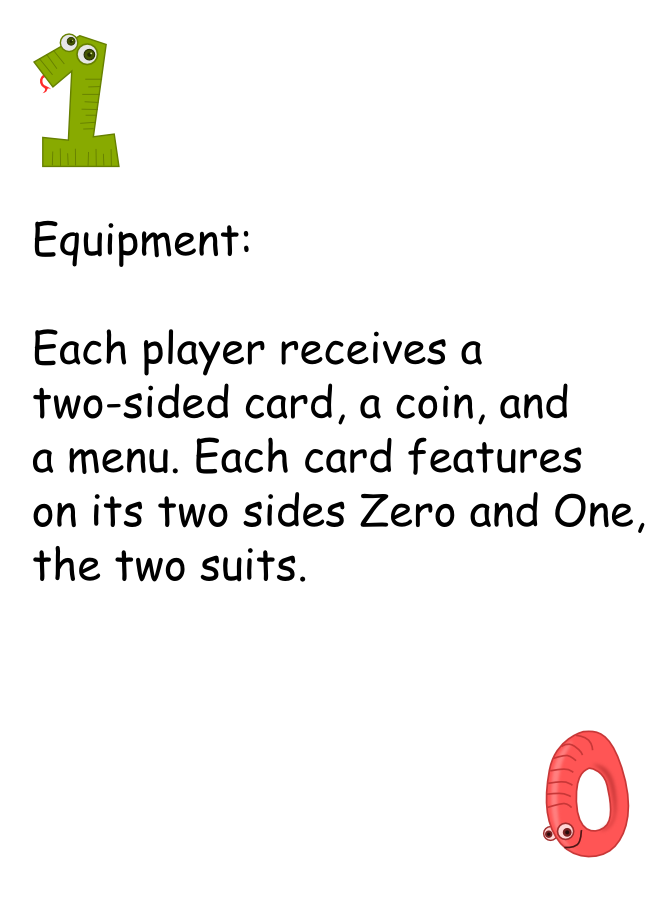 1
Equipment:
Each player receives a
two-sided card, a coin, and
a menu. Each card features
on its two sides Zero and One,
the two suits.
0